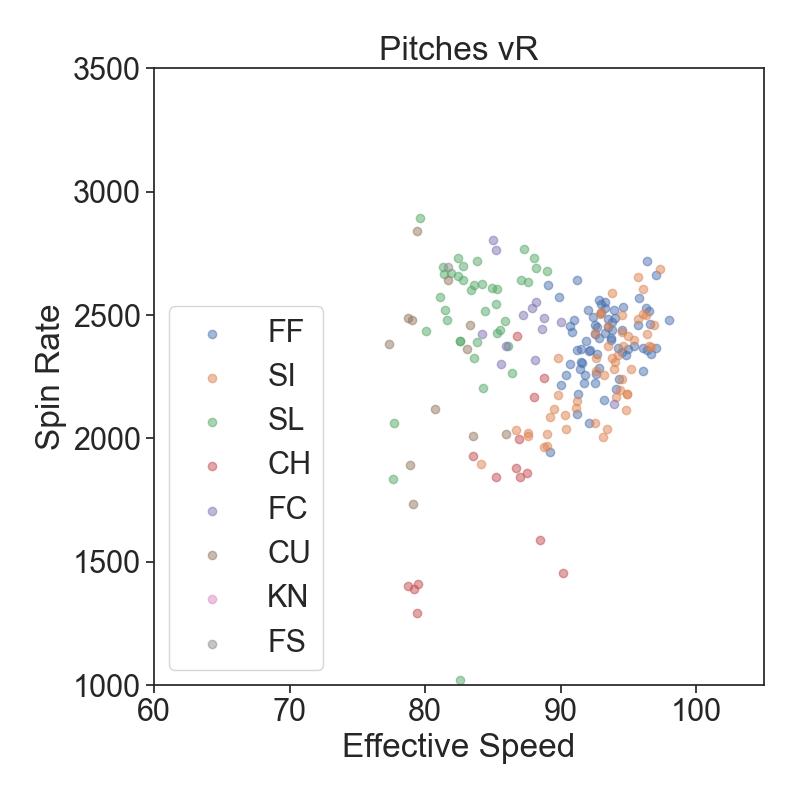 Pitches vR
3500
3000
2500
2000
1500
1000
Spin Rate
FF
SI
SL
CH
FC
CU
KN
FS
60 70 80 90 100
Effective Speed